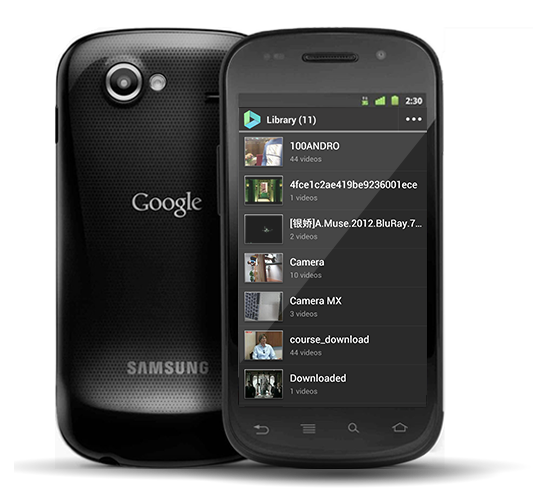 Google
SAMSUNG
2:30
Library (11)
100ANDRO
44 videos
4fce1c2ae419be9236001ece
1 videos
[银娇]A.Muse.2012.BluRay.7...
2 videos
Camera
10 videos
Camera MX
3 videos
course_download
44 videos
Downloaded
1 videos